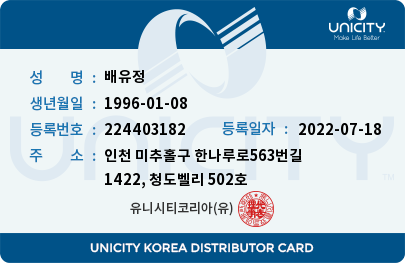 UNICITY
Make Life Better
성 명 : 배유정
생년월일 : 1996-01-08
등록번호 : 224403182 등록일자 : 2022-07-18
주 소 : 인천 미추홀구 한나루로563번길
1422, 청도벨리 502호
유니시티코리아(유)
UNICITY
UNICITY KOREA DISTRIBUTOR CARD